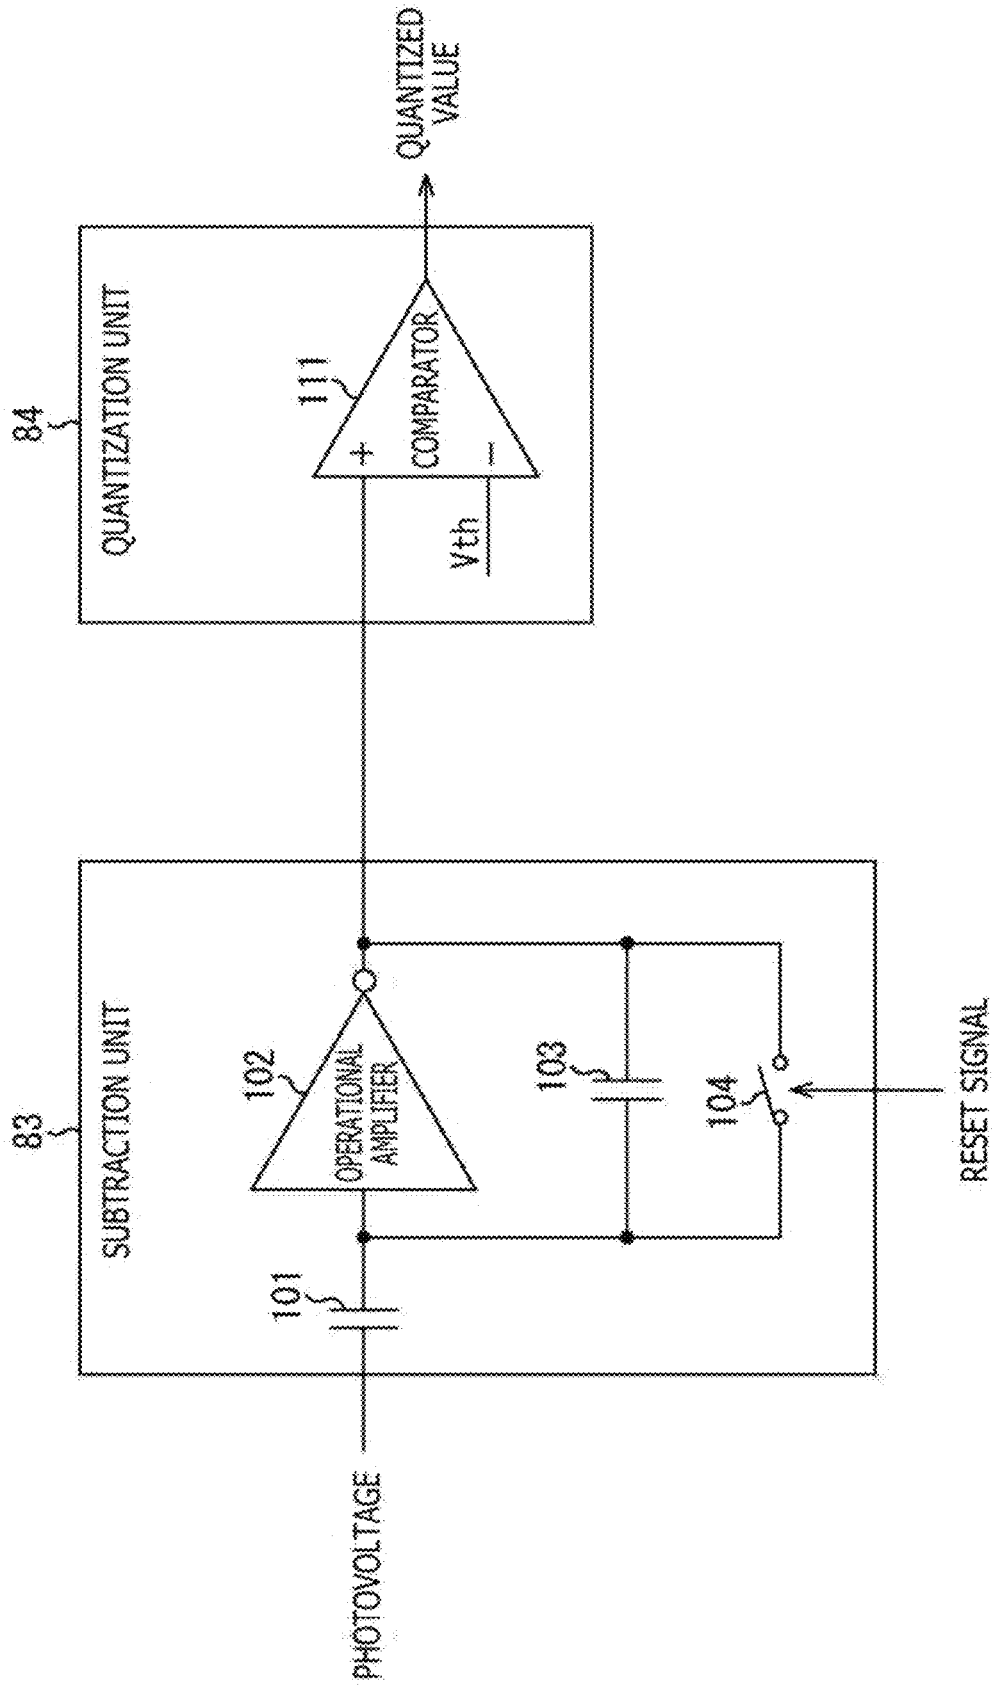 83
SUBTRACTION UNIT
84
QUANTIZATION UNIT
102
111
101
OPERATIONAL
AMPLIFIER
+
COMPARATOR
−
PHOTOVOLTAGE
QUANTIZED
VALUE
Vth
103
104
RESET SIGNAL